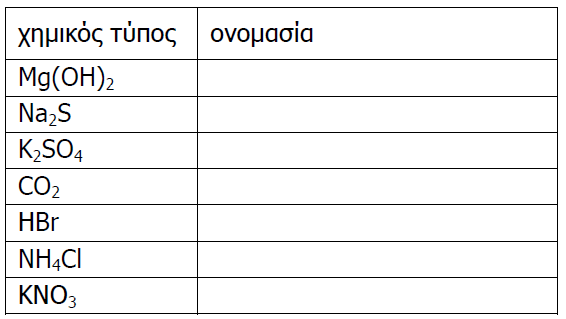 χημικός τύπος ονομασία
Mg(OH)₂
Na₂S
K₂SO₄
CO₂
HBr
NH₄Cl
KNO₃